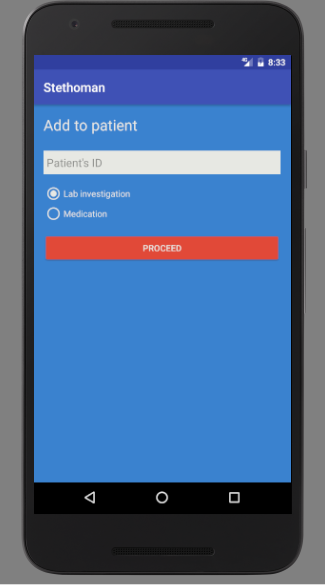 8:33
Stethoman
Add to patient
Patient's ID
Lab investigation
Medication
PROCEED